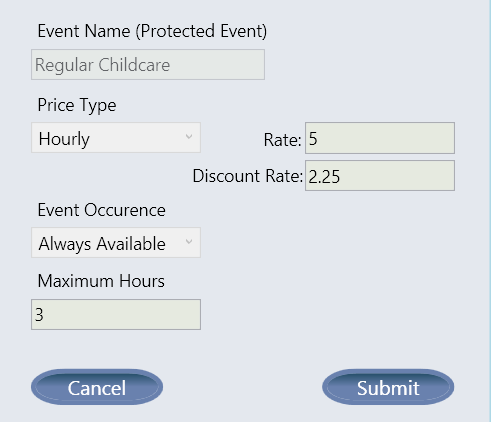 Event Name (Protected Event)
Regular Childcare
Price Type
Hourly
Rate: 5
Discount Rate: 2.25
Event Occurence
Always Available
Maximum Hours
3
Cancel
Submit